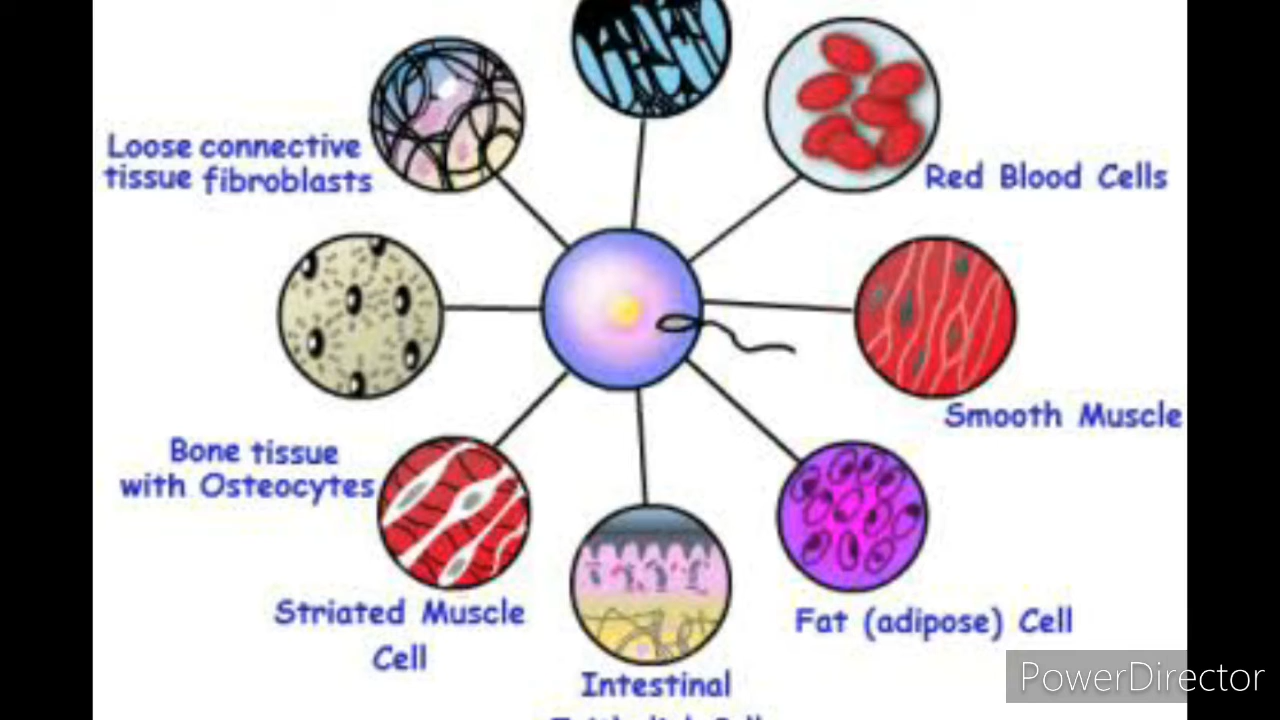 Loose connective
tissue fibroblasts
Red Blood Cells
Smooth Muscle
Bone tissue
with Osteocytes
Striated Muscle
Cell
Fat (adipose) Cell
Intestinal
PowerDirector